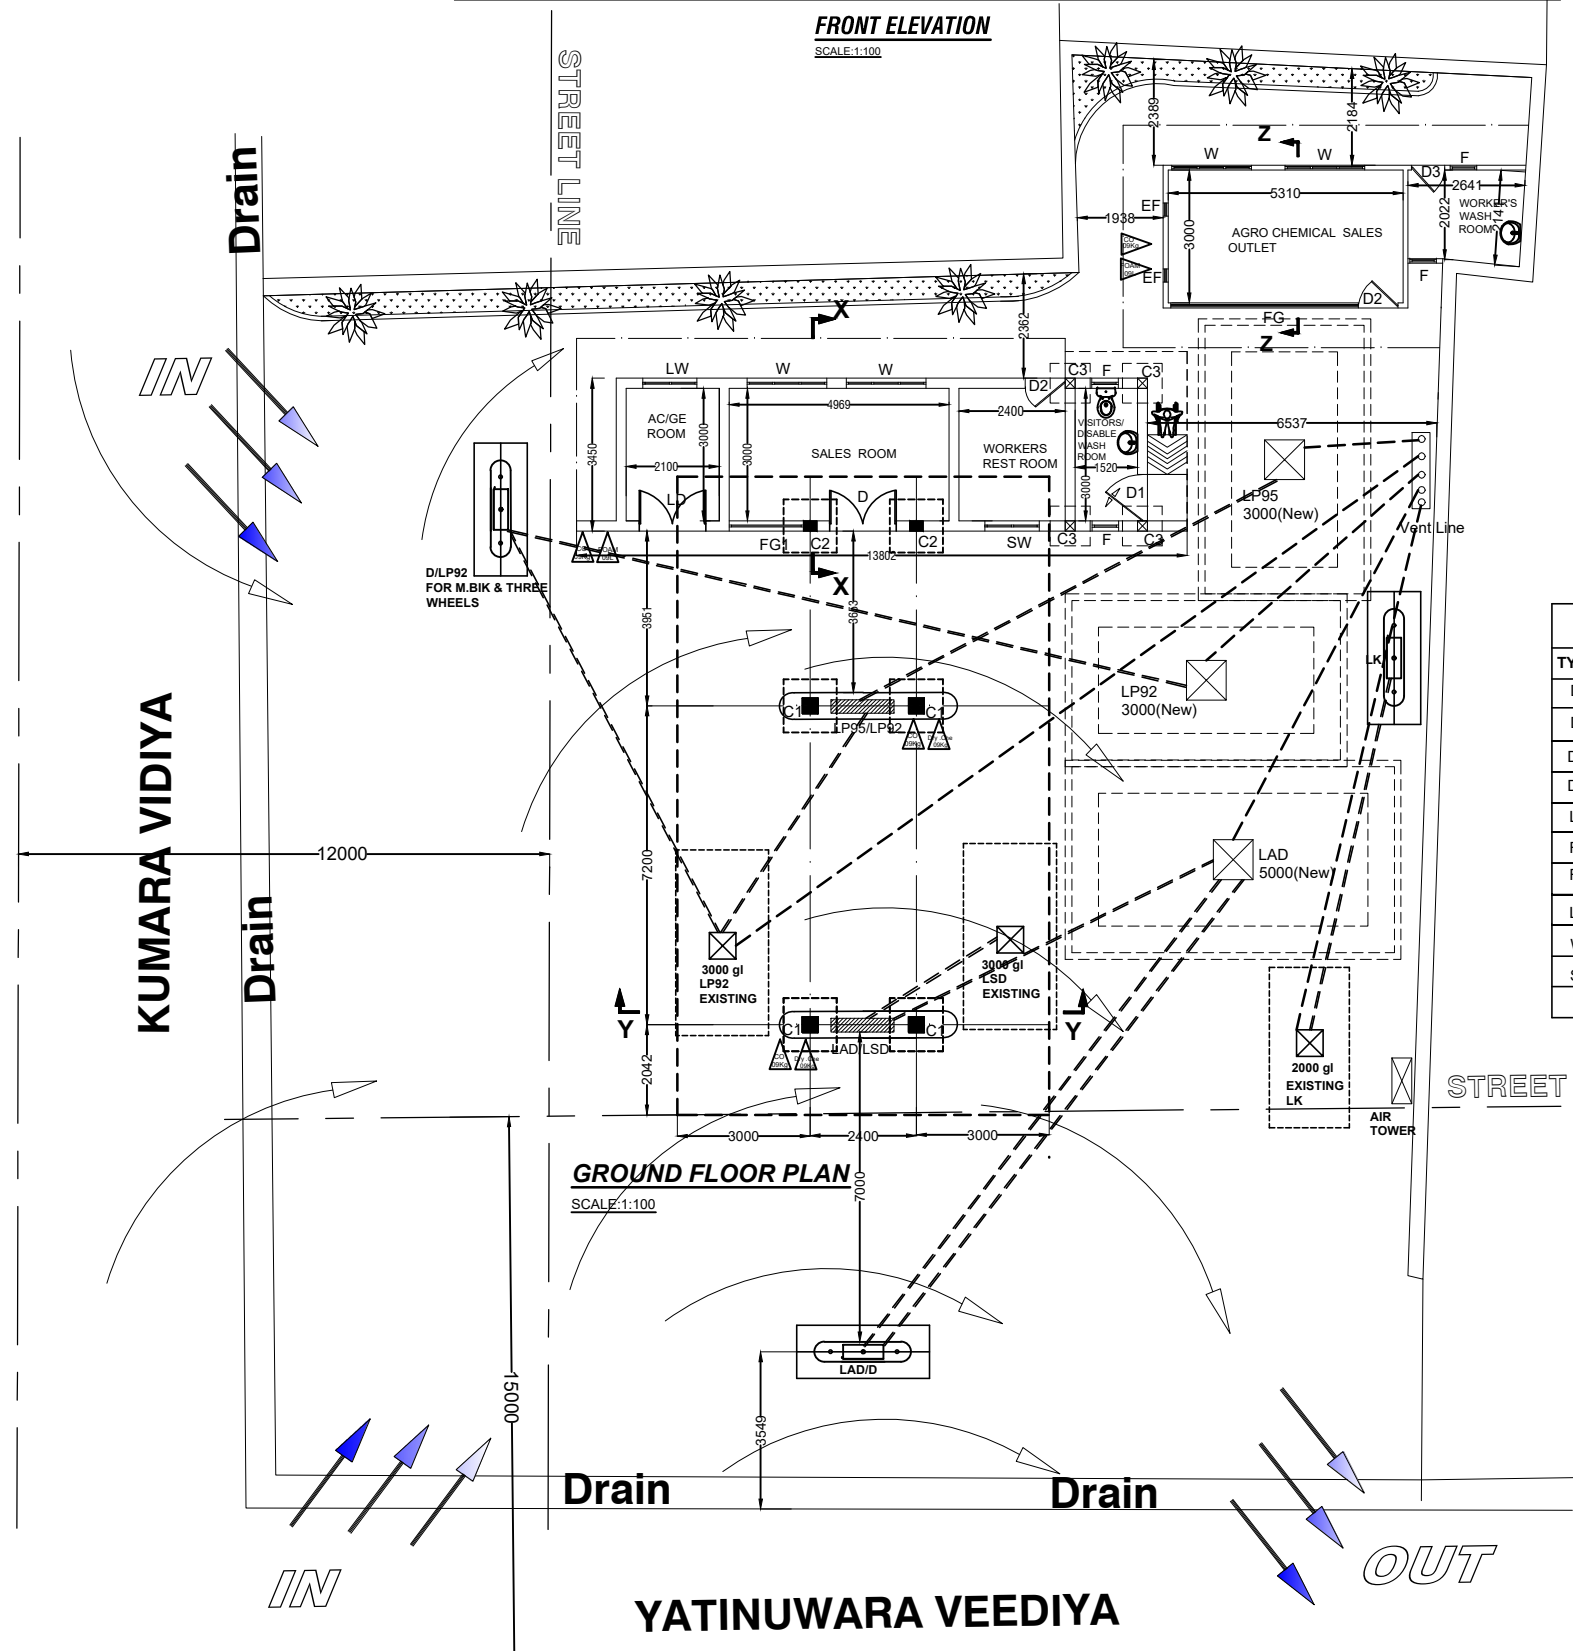 FRONT ELEVATION
SCALE:1:100
STREET LINE
Drain
2389
2184
Z
W
W
D3
F
5310
2641
EF
1938
3000
AGRO CHEMICAL SALES
OUTLET
2022
WORKER'S
WASH
ROOM
CO
09Kg
EF
F
D2
FG
Z
IN
X
2362
LW
W
W
D2
C3
F
C3
AC/GE
ROOM
3000
4969
2400
6537
3450
3000
SALES ROOM
WORKERS
REST ROOM
VISITORS/
DISABLE
WASH
ROOM
2100
1520
3000
LD
D
D1
LP95
3000(New)
Vent Line
FG1
C2
C2
SW
C3
F
C3
13802
D/LP92
FOR M.BIK & THREE
WHEELS
X
3951
3653
LK
LP92
3000(New)
C1
C1
LP95/LP92
CO
09Kg
KUMARA VIDIYA
12000
7200
LAD
5000(New)
Drain
3000 gl
LP92
EXISTING
3000 gl
LSD
EXISTING
Y
Y
C1
C1
LAD/LSD
CO
09Kg
2042
2000 gl
EXISTING
LK
STREET
AIR
TOWER
3000
2400
3000
GROUND FLOOR PLAN
SCALE:1:100
7000
LAD/D
15000
3549
Drain
Drain
IN
OUT
YATINUWARA VEEDIYA